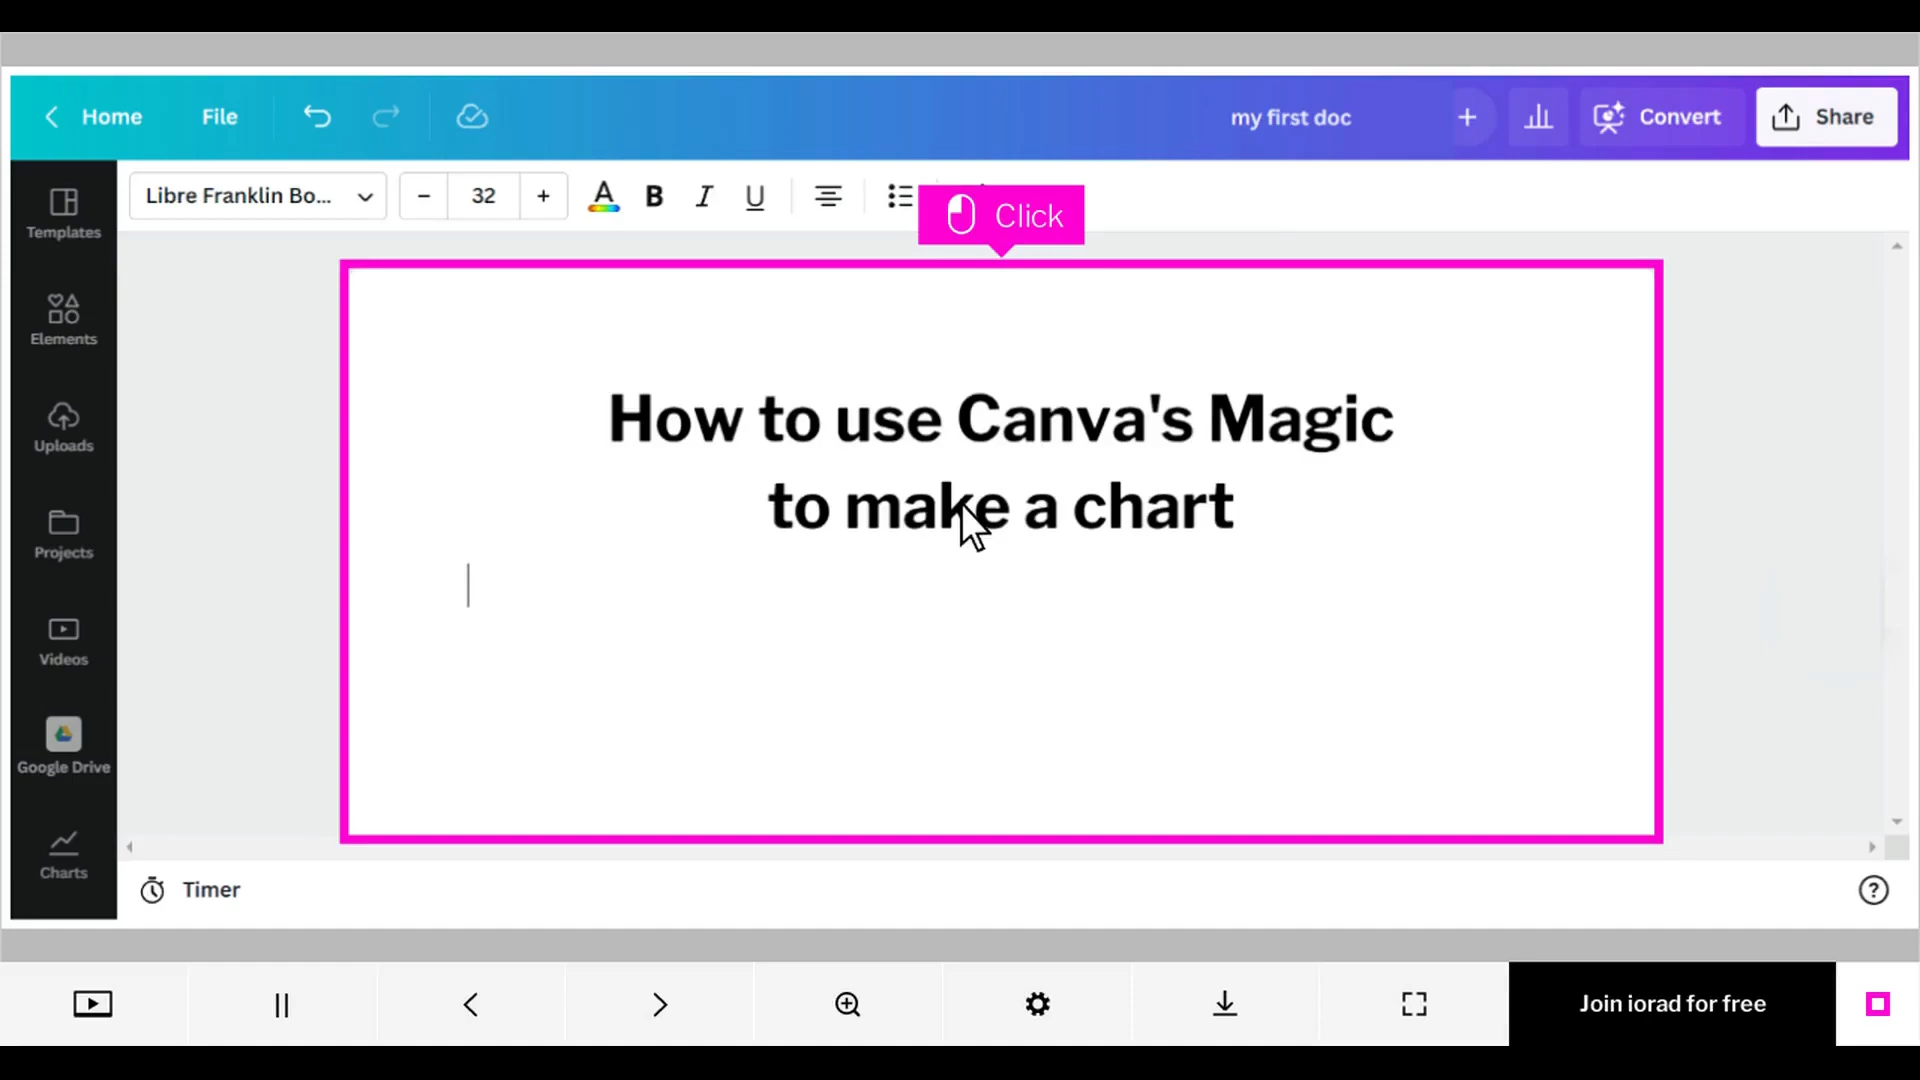 Home File my first doc + Convert Share
Libre Franklin Bo... − 32 + A B I U
Click
Templates
Elements
Uploads
Projects
Videos
Google Drive
Charts
How to use Canva's Magic
to make a chart
Timer ?
Join iorad for free